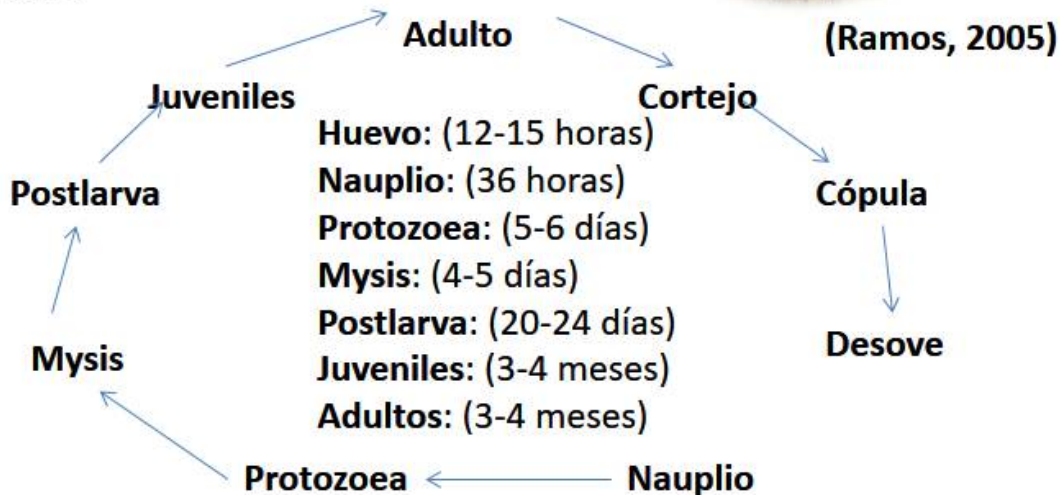 Adulto
(Ramos, 2005)
Juveniles
Cortejo
Huevo: (12-15 horas)
Nauplio: (36 horas)
Postlarva
Cópula
Protozoea: (5-6 días)
Mysis: (4-5 días)
Postlarva: (20-24 días)
Mysis
Desove
Juveniles: (3-4 meses)
Adultos: (3-4 meses)
Protozoea
Nauplio